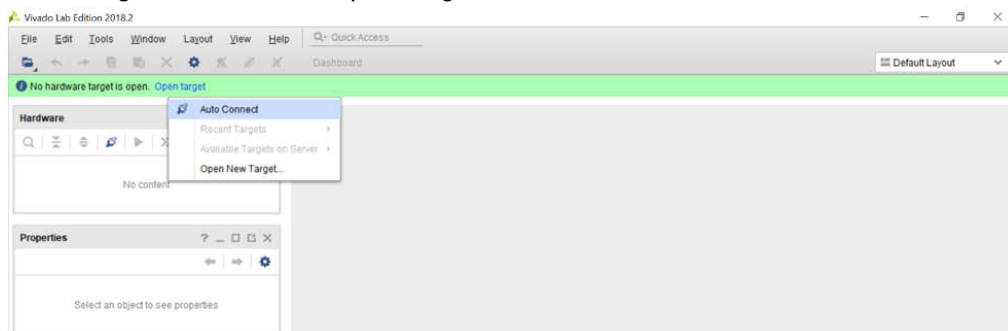 Vivado Lab Edition 2018.2
File Edit Tools Window Layout View Help Q- Quick Access
Dashboard
Default Layout
No hardware target is open. Open target
Hardware
Auto Connect
Recent Targets
Available Targets on Server
Open New Target...
No content
Properties
Select an object to see properties